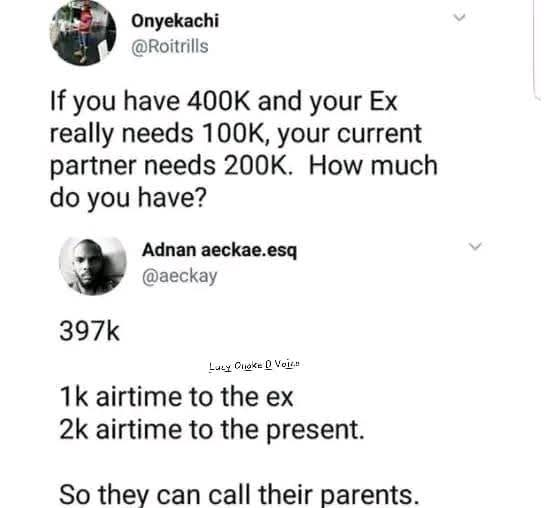 Onyekachi
@Roitrills
If you have 400K and your Ex
really needs 100K, your current
partner needs 200K. How much
do you have?
Adnan aeckae.esq
@aeckay
397k
Lucy Onoke D Voice
1k airtime to the ex
2k airtime to the present.
So they can call their parents.